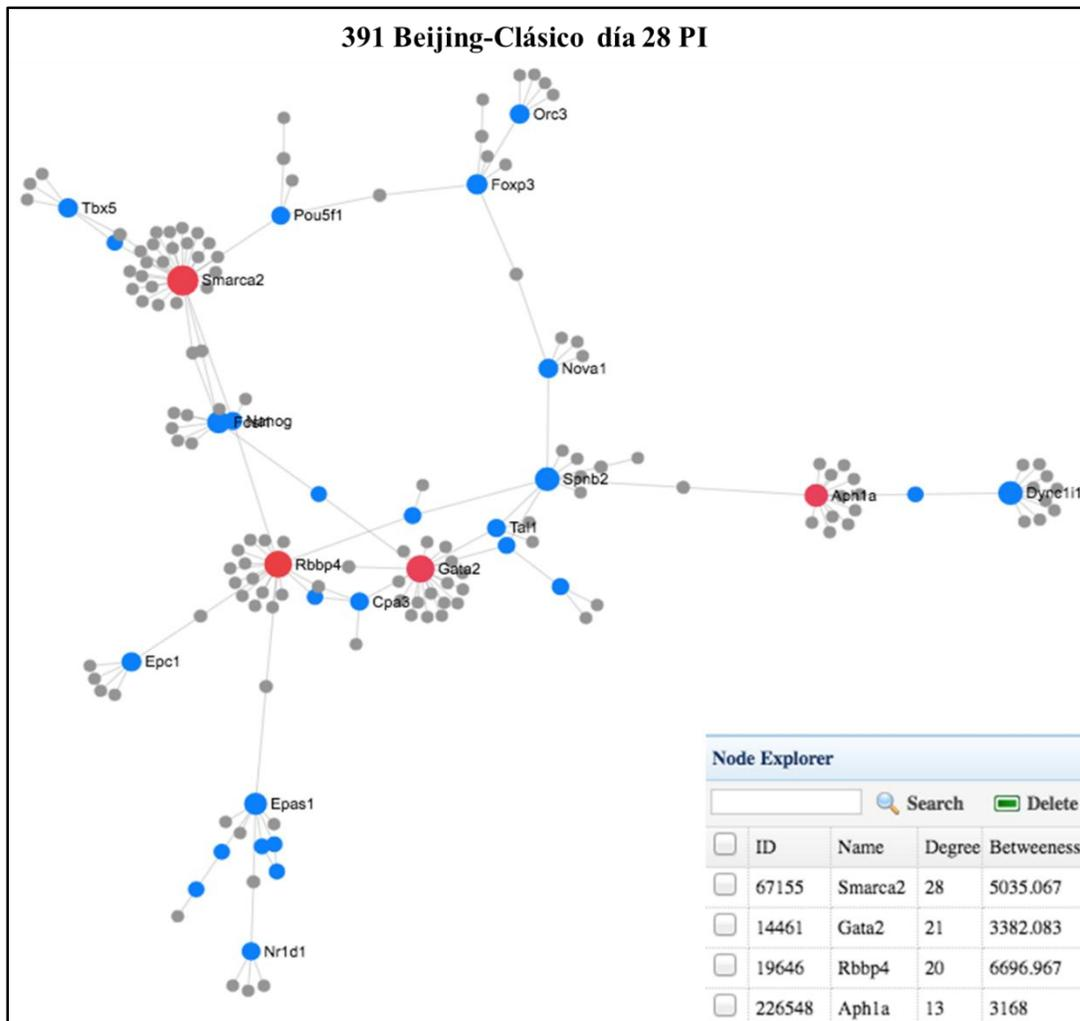 391 Beijing-Clásico día 28 PI
Orc3
Foxp3
Tbx5
Pou5f1
Smarca2
Nova1
Nanog
Spnb2
Aph1a
Dync1i1
Tal1
Rbbp4
Gata2
Cpa3
Epc1
Epas1
Nr1d1
Node Explorer
Search Delete
ID Name Degree Betweeness
67155 Smarca2 28 5035.067
14461 Gata2 21 3382.083
19646 Rbbp4 20 6696.967
226548 Aph1a 13 3168